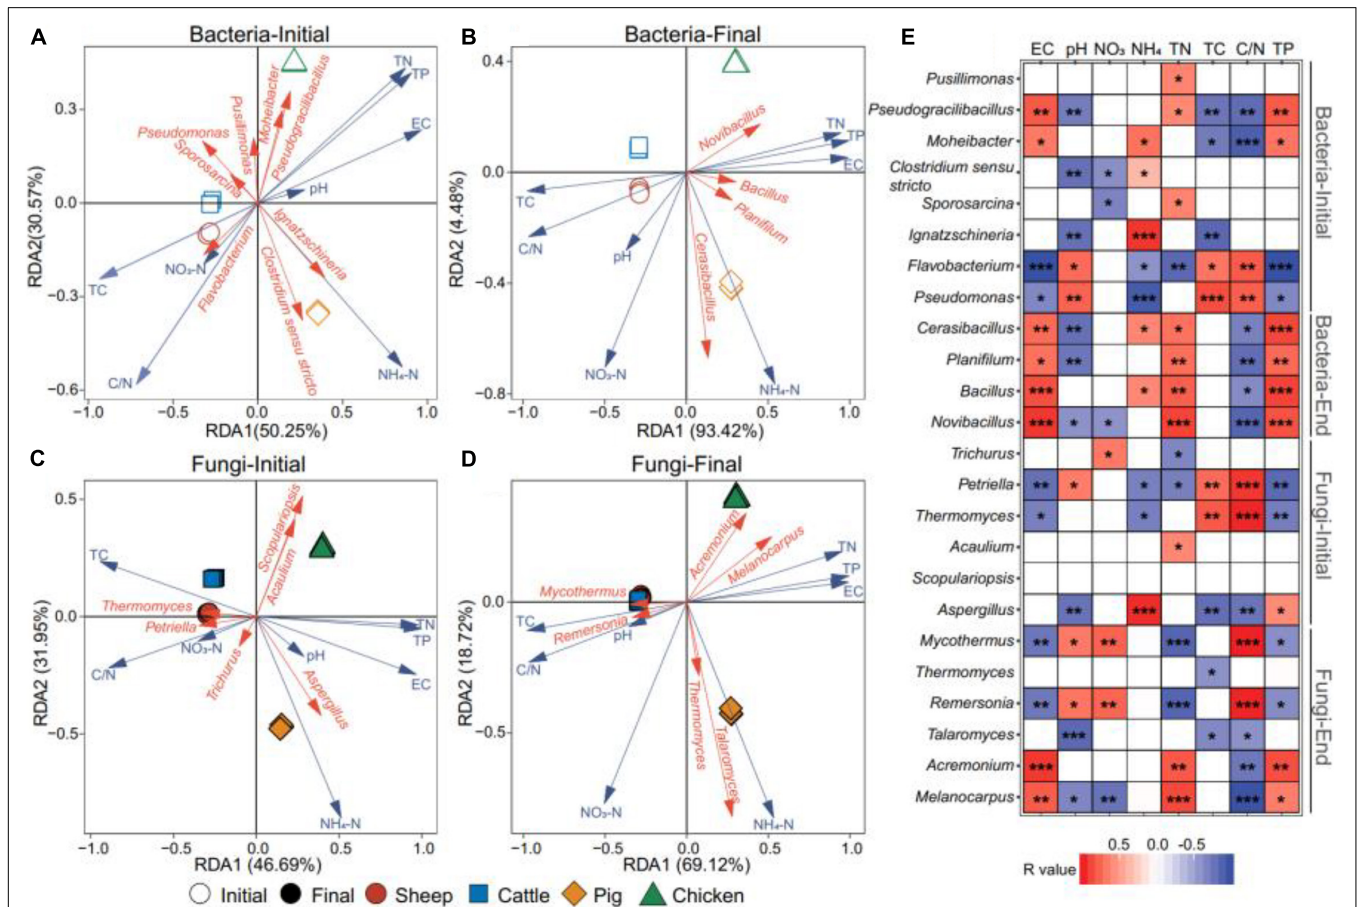 A
Bacteria-Initial
RDA2(30.57%)
0.3
0.0
−0.3
−0.6
−1.0
−0.5
0.0
0.5
1.0
RDA1(50.25%)
TN
TP
EC
pH
NH₄-N
C/N
TC
NO₃-N
Pseudomonas
Sporosarcina
Pusillimonas
Moheibacter
Pseudogracilibacillus
Ignatzschineria
Clostridium sensu stricto
Flavobacterium
B
Bacteria-Final
RDA2 (4.48%)
0.4
0.0
−0.4
−0.8
−1.0
−0.5
0.0
0.5
1.0
RDA1 (93.42%)
TN
TP
EC
TC
C/N
pH
NO₃-N
NH₄-N
Novibacillus
Bacillus
Planifilum
Cerasibacillus
C
Fungi-Initial
RDA2 (31.95%)
0.5
0.0
−0.5
−1.0
−0.5
0.0
0.5
1.0
RDA1 (46.69%)
TC
C/N
NO₃-N
pH
TN
TP
EC
NH₄-N
Scopulariopsis
Acaulium
Thermomyces
Petriella
Trichurus
Aspergillus
D
Fungi-Final
RDA2 (18.72%)
0.0
−0.5
−1.0
−0.5
0.0
0.5
1.0
RDA1 (69.12%)
TN
TP
EC
TC
C/N
pH
NO₃-N
NH₄-N
Acremonium
Melanocarpus
Mycothermus
Remersonia
Thermomyces
Talaromyces
Initial Final Sheep Cattle Pig Chicken
E
EC pH NO₃ NH₄ TN TC C/N TP
Pusillimonas *
Pseudogracilibacillus ** ** * ** ** **
Moheibacter * * * *** *
Clostridium sensu
stricto ** * *
Sporosarcina * *
Ignatzschineria ** *** **
Flavobacterium *** * * ** * ** ***
Pseudomonas * ** *** *** ** *
Cerasibacillus ** ** * * * ***
Planifilum * ** ** ** **
Bacillus *** * ** * ***
Novibacillus *** * * *** *** ***
Trichurus * *
Petriella ** * * * ** *** **
Thermomyces * * ** *** **
Acaulium *
Scopulariopsis
Aspergillus ** *** ** ** *
Mycothermus ** * ** *** *** *
Thermomyces *
Remersonia ** * ** *** *** *
Talaromyces *** * *
Acremonium *** ** ** **
Melanocarpus ** * ** *** *** *
Bacteria-Initial
Bacteria-End
Fungi-Initial
Fungi-End
R value
0.5 0.0 -0.5